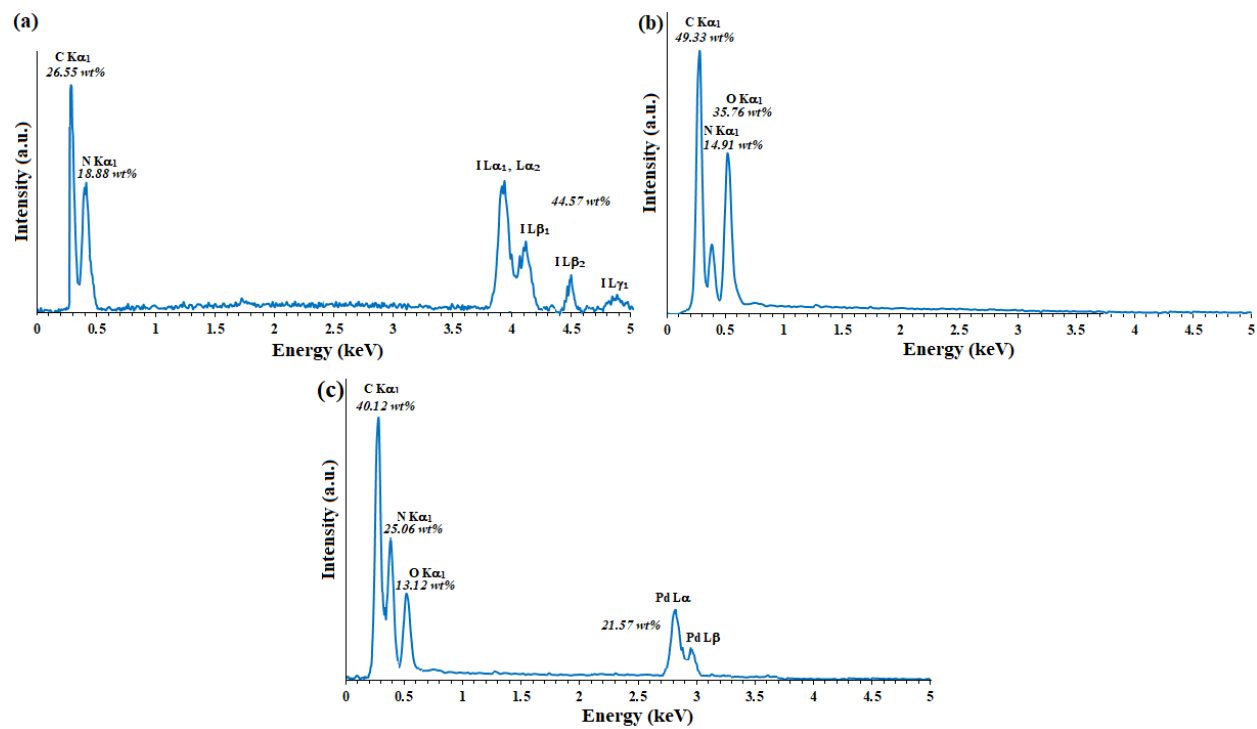 (a)
C Kα1
26.55 wt%
N Kα1
18.88 wt%
I Lα1, Lα2
44.57 wt%
I Lβ1
I Lβ2
I Lγ1
Intensity (a.u.)
0 0.5 1 1.5 2 2.5 3 3.5 4 4.5 5
Energy (keV)
(b)
C Kα1
49.33 wt%
O Kα1
35.76 wt%
N Kα1
14.91 wt%
Intensity (a.u.)
0 0.5 1 1.5 2 2.5 3 3.5 4 4.5 5
Energy (keV)
(c)
C Kα1
40.12 wt%
N Kα1
25.06 wt%
O Kα1
13.12 wt%
Pd Lα
21.57 wt%
Pd Lβ
Intensity (a.u.)
0 0.5 1 1.5 2 2.5 3 3.5 4 4.5 5
Energy (keV)